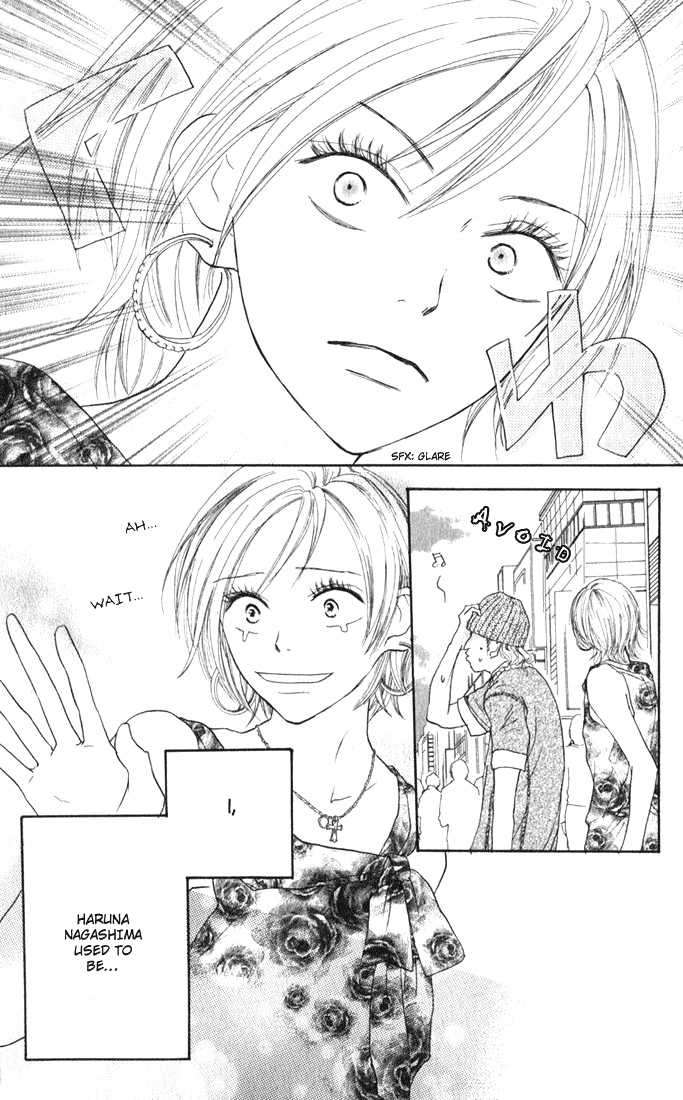 SFX: GLARE
AVOID
AH...
WAIT...
I,
HARUNA
NAGASHIMA
USED TO
BE...